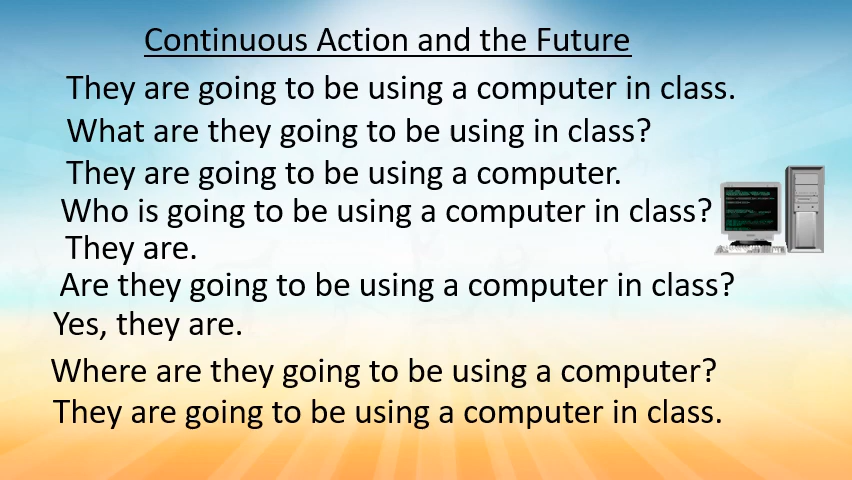 Continuous Action and the Future
They are going to be using a computer in class.
What are they going to be using in class?
They are going to be using a computer.
Who is going to be using a computer in class?
They are.
Are they going to be using a computer in class?
Yes, they are.
Where are they going to be using a computer?
They are going to be using a computer in class.